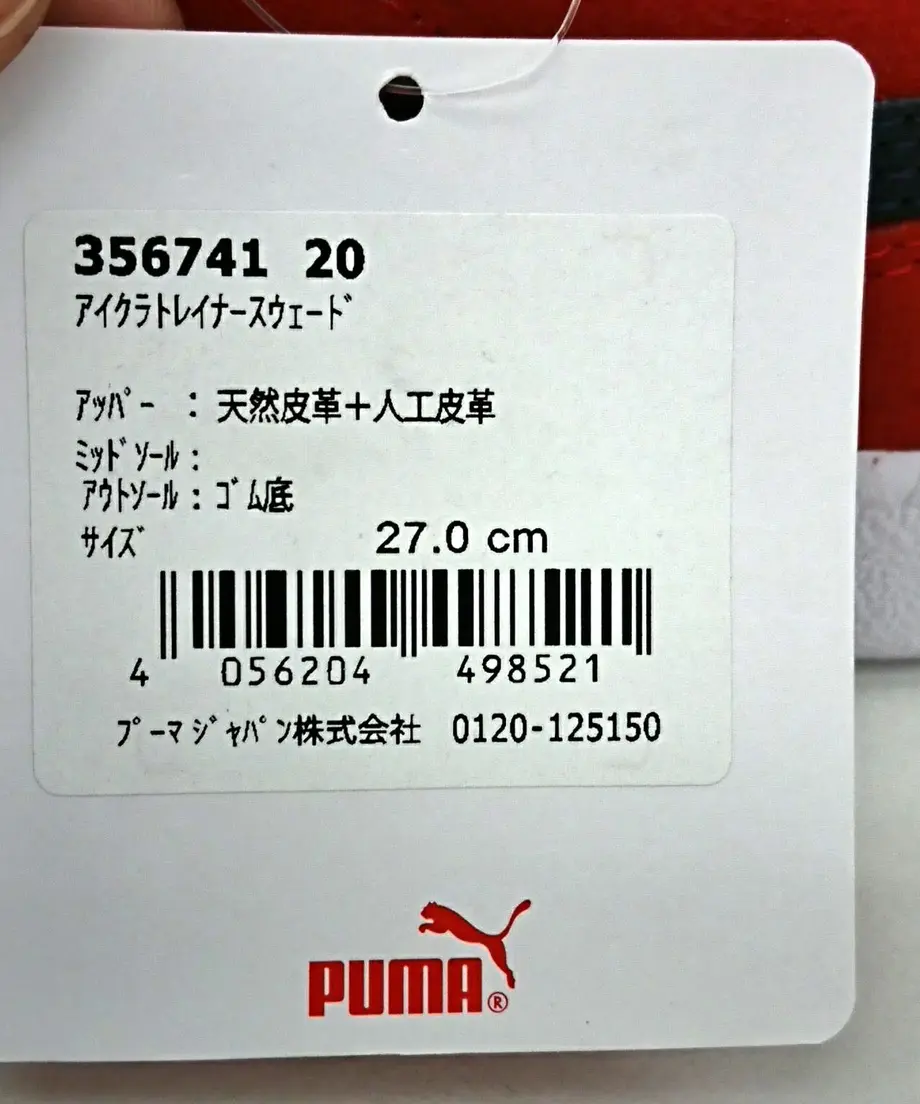 356741 20
アイクラトレイナースウェード
アッパー : 天然皮革+人工皮革
ミッドソール :
アウトソール : ゴム底
サイズ 27.0 cm
4 056204 498521
プーマ ジャパン株式会社 0120-125150
PUMA®